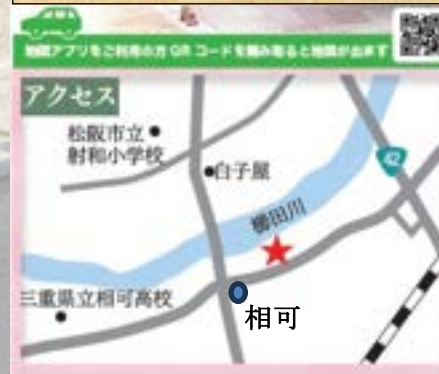 地図アプリをご利用の方 QR コードを読み取ると地図が出ます
アクセス
松阪市立
射和小学校
白子屋
42
櫛田川
三重県立相可高校
相可